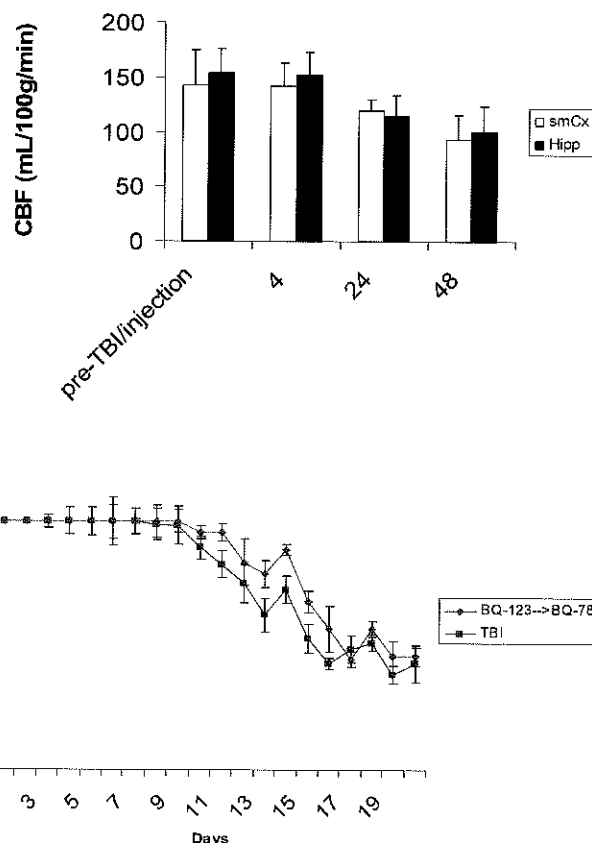 200
150
100
50
0
CBF (mL/100g/min)
smCx
Hipp
pre-TBI/injection
4
24
48
BQ-123-->BQ-78
TBI
3
5
7
9
11
13
15
17
19
Days